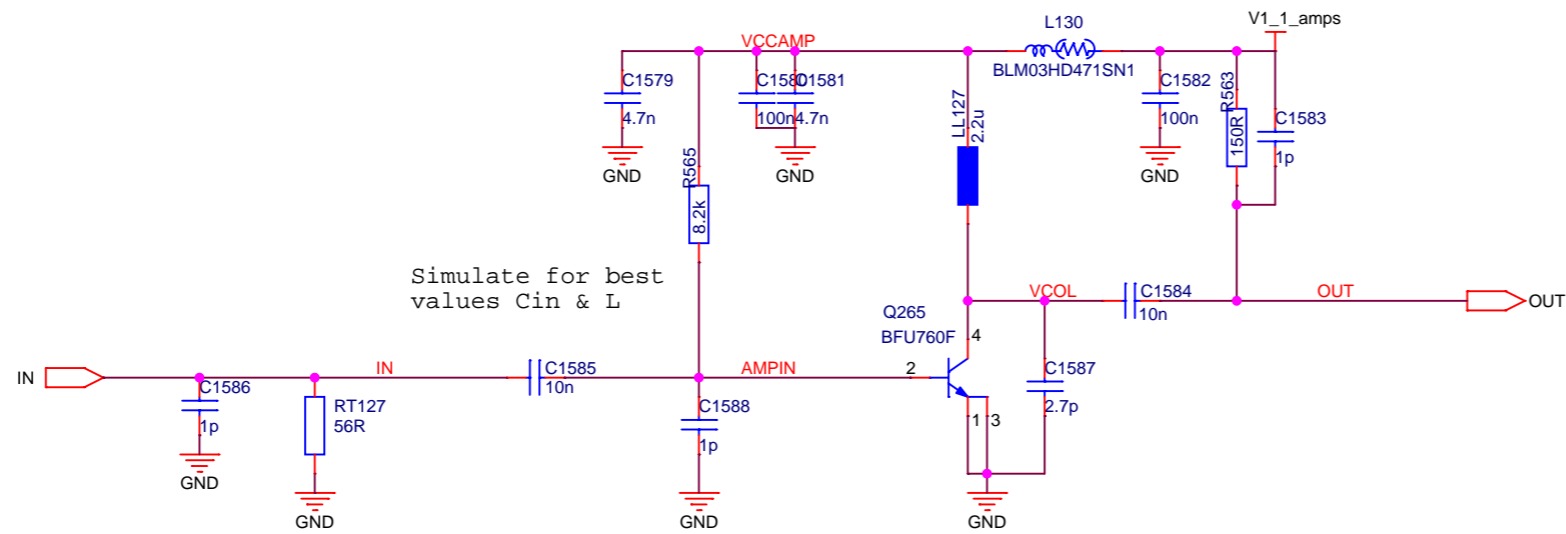 V1_1_amps
L130
VCCAMP
BLM03HD471SN1
C1579
4.7n
GND
R565
8.2k
C1580
100n
C1581
4.7n
GND
LL127
2.2u
C1582
100n
GND
R563
150R
C1583
1p
Simulate for best
values Cin & L
VCOL
C1584
10n
OUT
OUT
Q265
BFU760F
4
2
1
3
C1587
2.7p
GND
IN
IN
C1586
1p
GND
RT127
56R
GND
C1585
10n
AMPIN
C1588
1p
GND